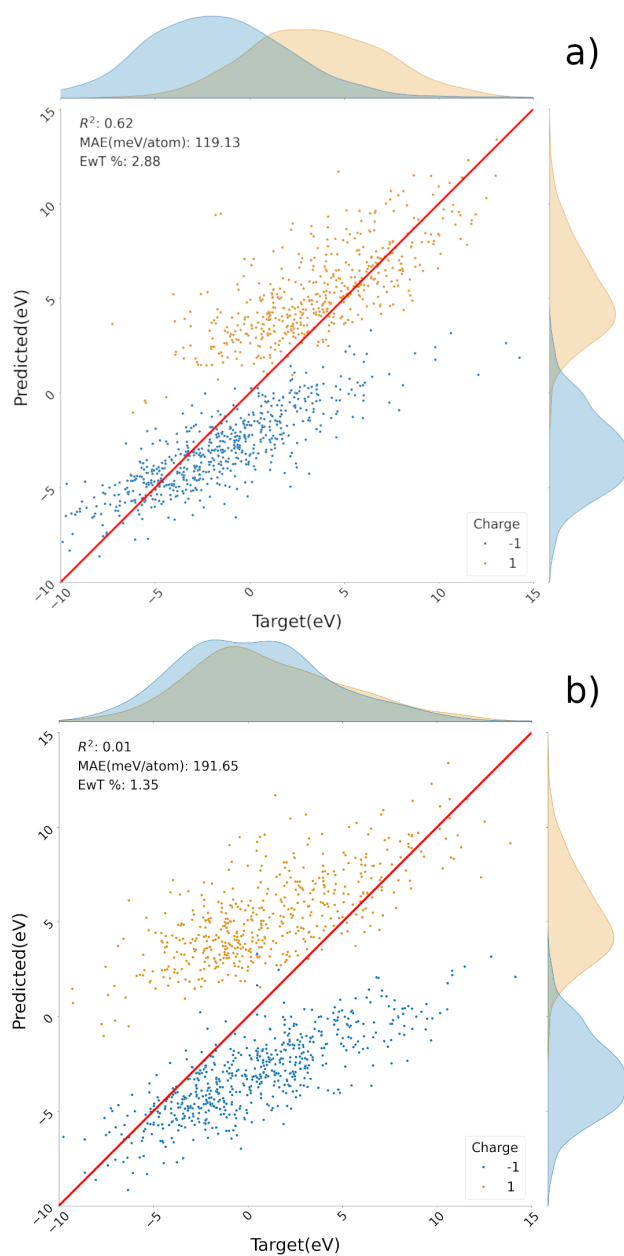 a)
15
R²: 0.62
MAE(meV/atom): 119.13
EwT %: 2.88
10
5
0
−5
−10
Predicted(eV)
Charge
-1
1
−10 −5 0 5 10 15
Target(eV)
b)
15
R²: 0.01
MAE(meV/atom): 191.65
EwT %: 1.35
10
5
0
−5
−10
Predicted(eV)
Charge
-1
1
−10 −5 0 5 10 15
Target(eV)